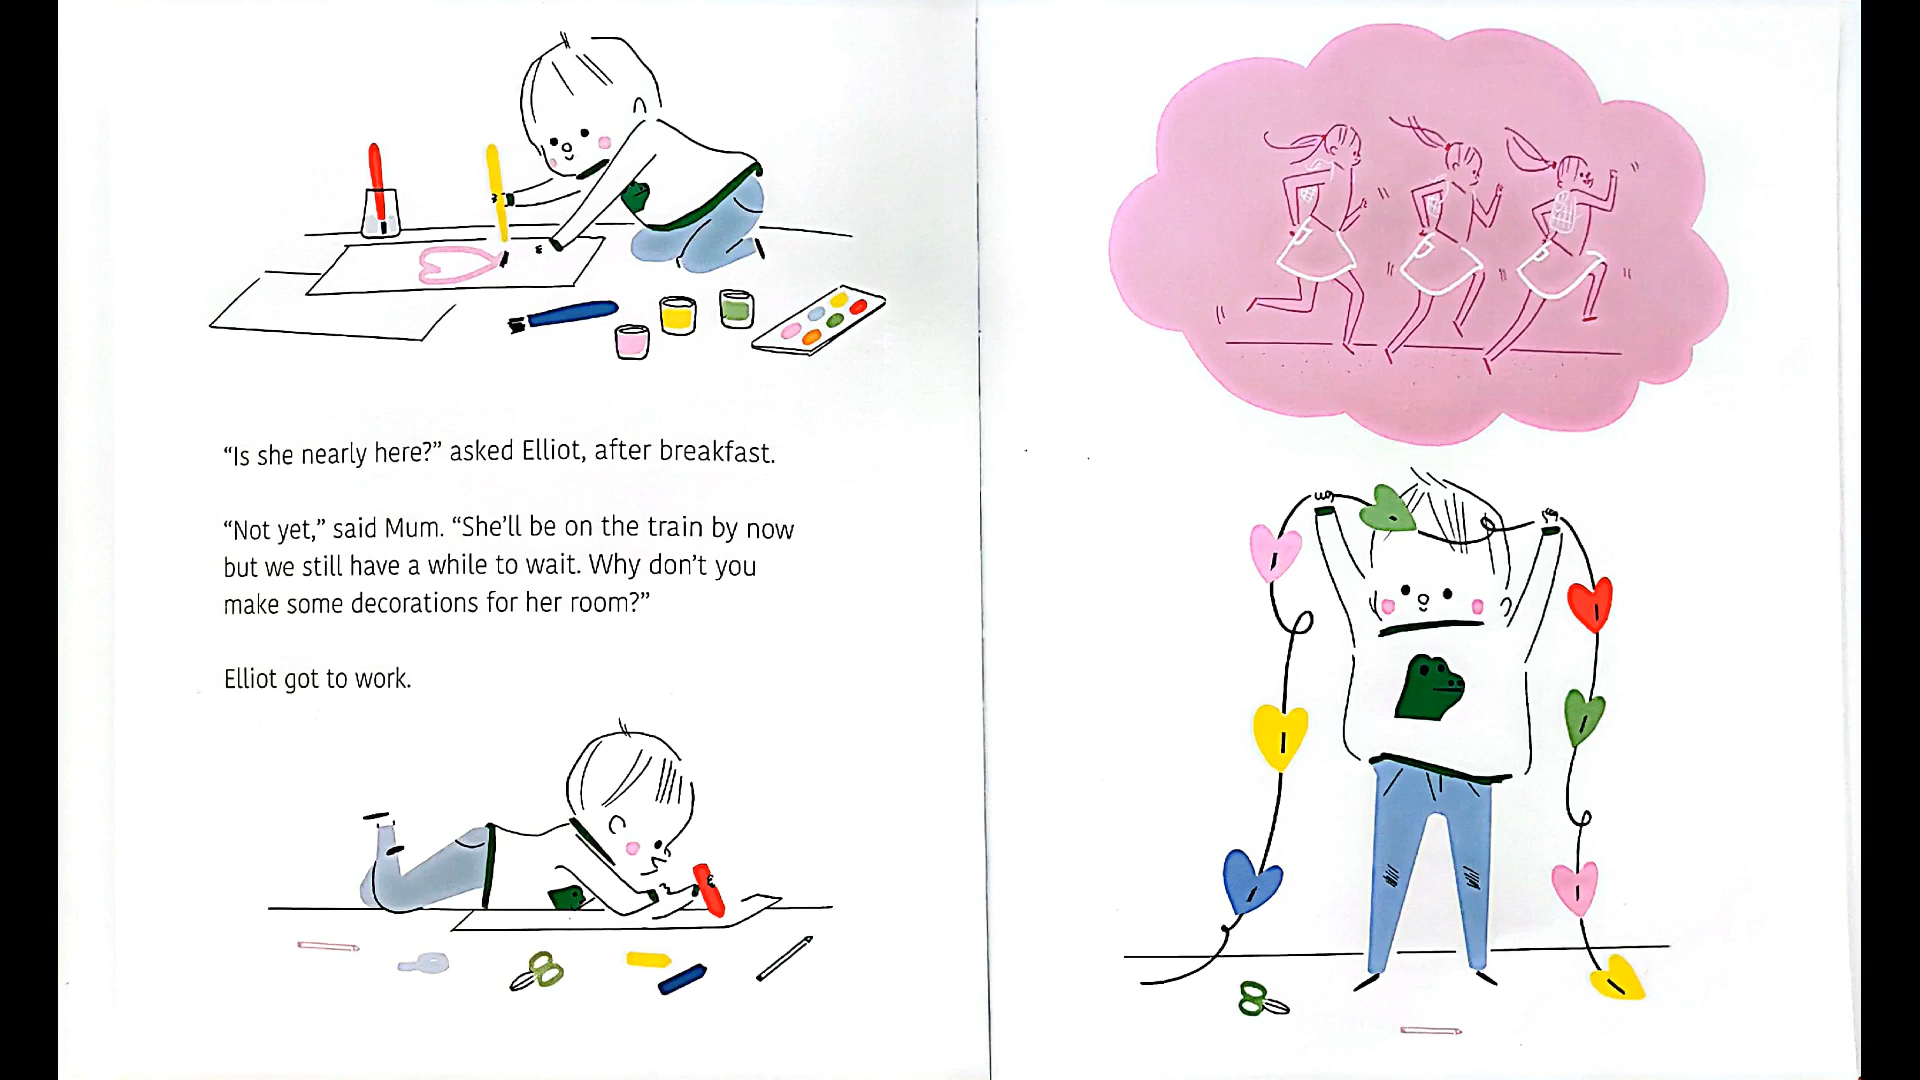 “Is she nearly here?” asked Elliot, after breakfast.
“Not yet,” said Mum. “She’ll be on the train by now
but we still have a while to wait. Why don’t you
make some decorations for her room?”
Elliot got to work.